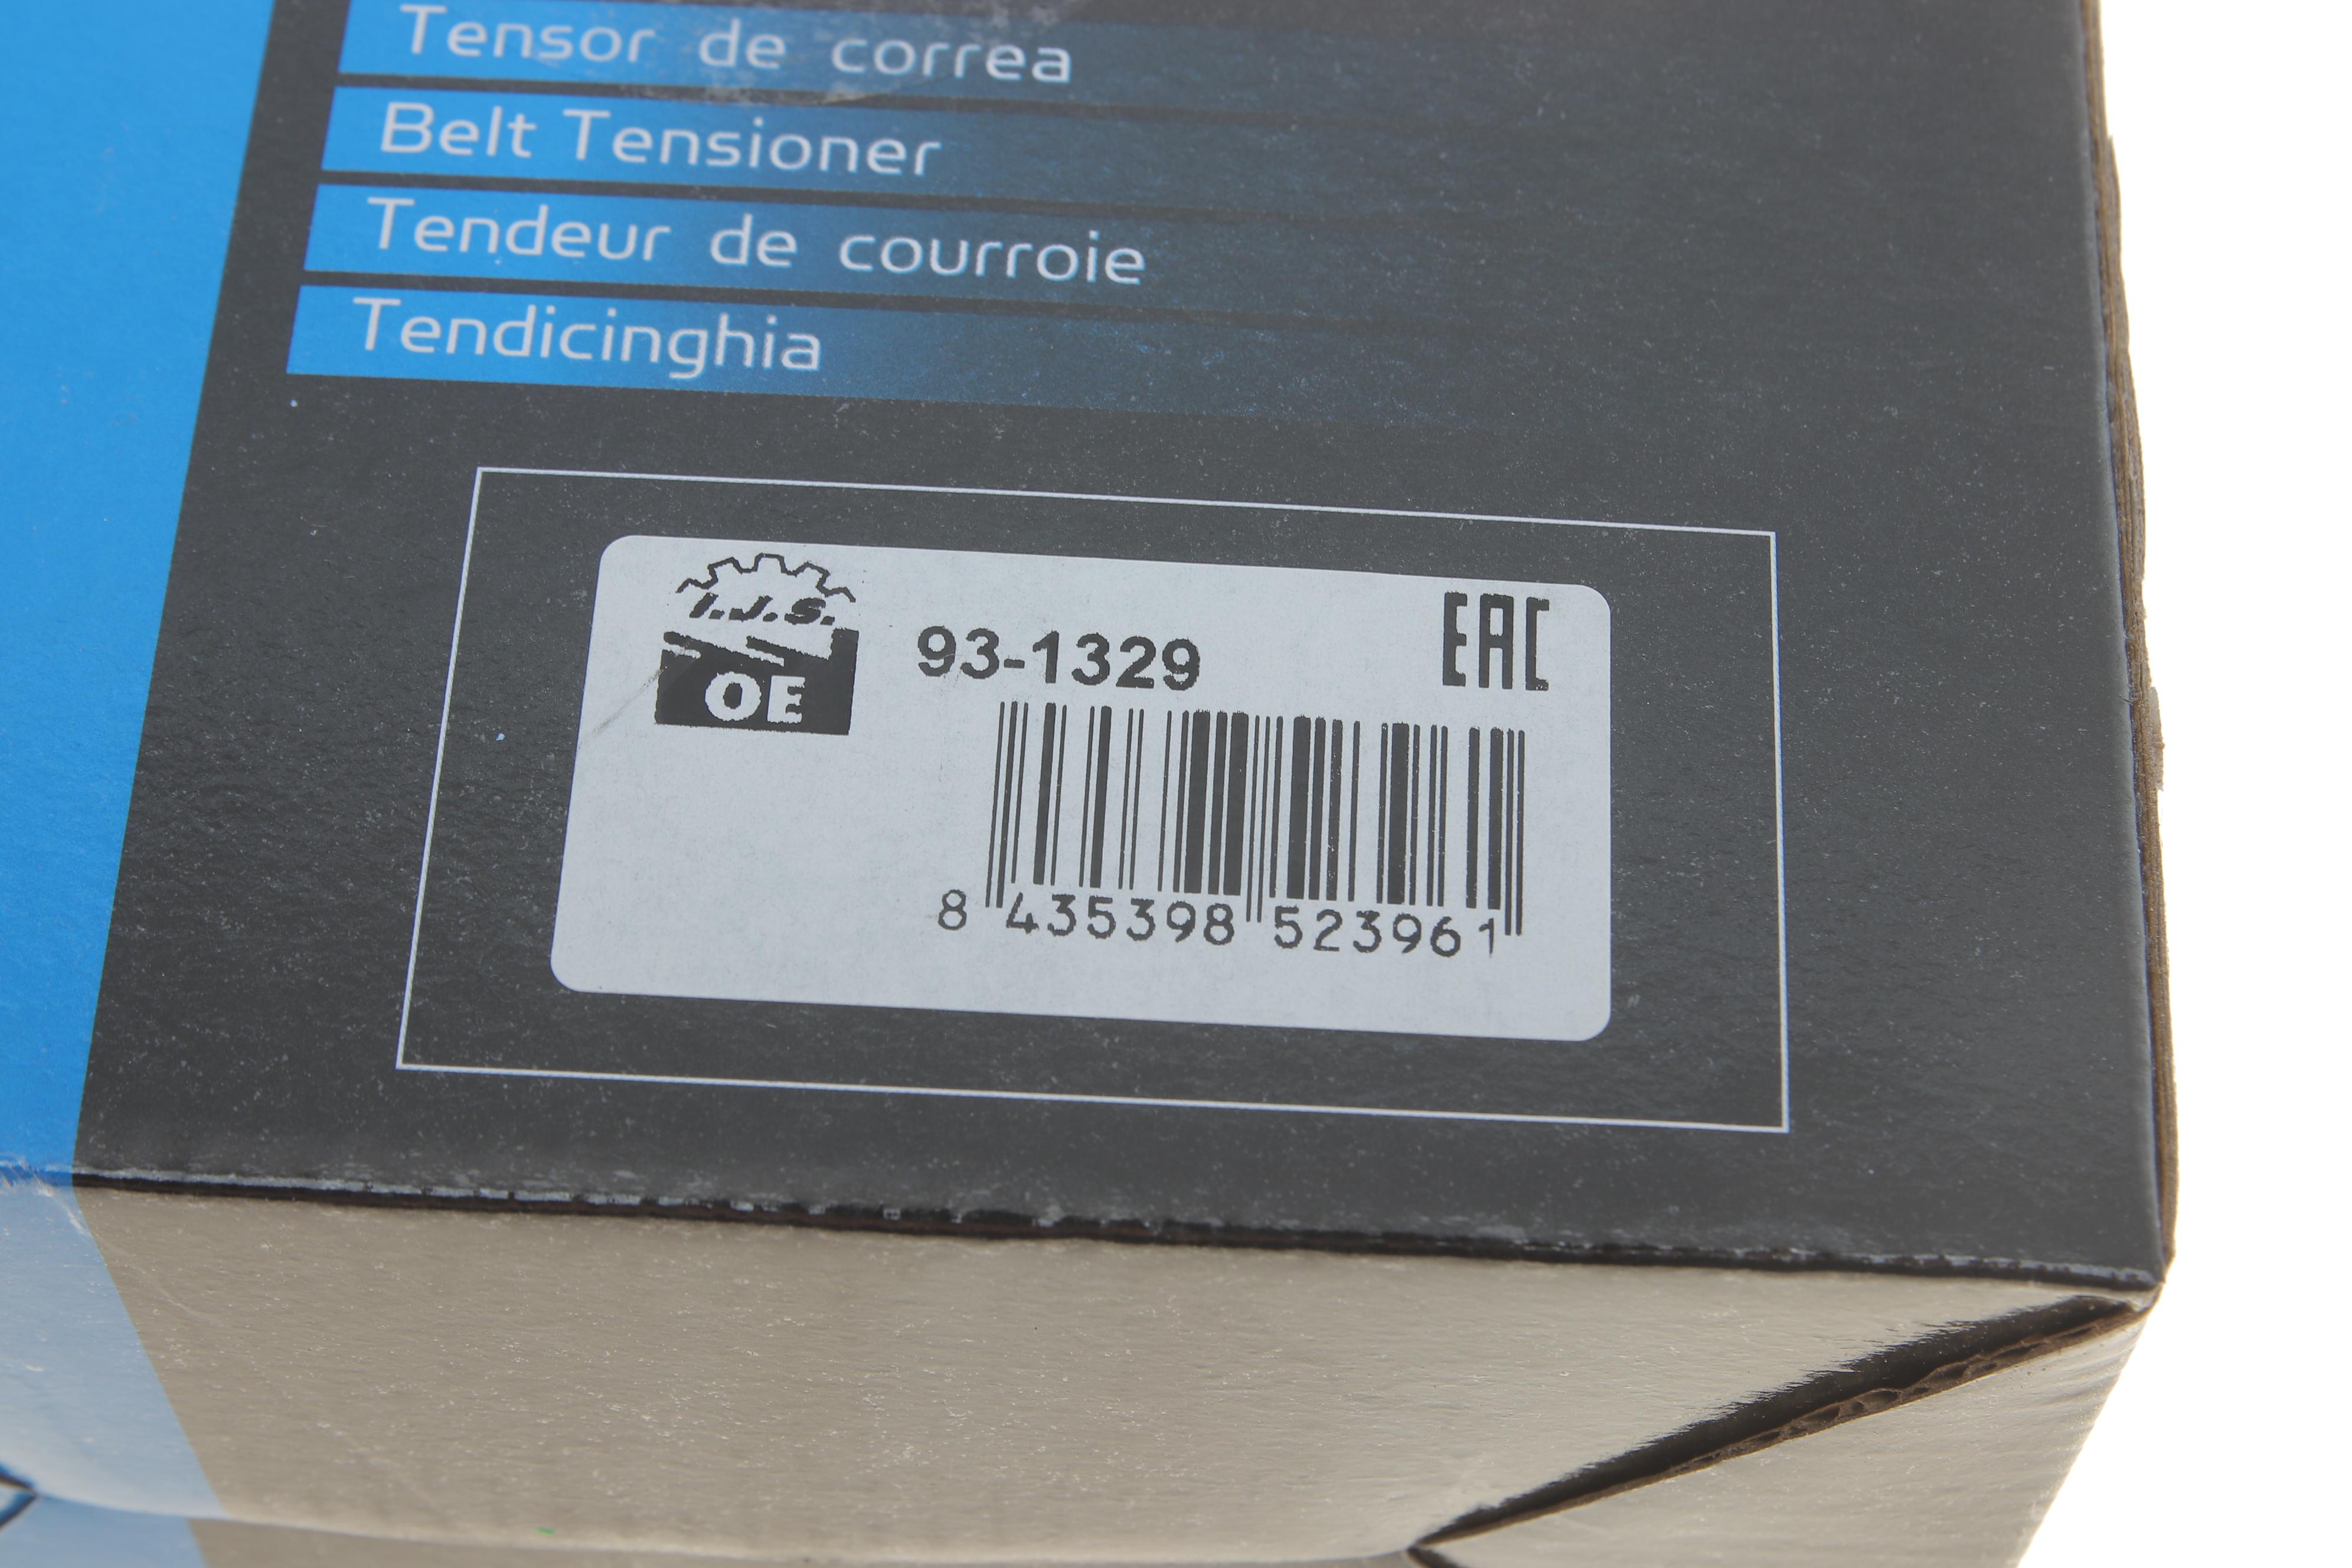 Tensor de correa
Belt Tensioner
Tendeur de courroie
Tendicinghia
I.J.S.
OE
93-1329
EAC
8 435398 523961